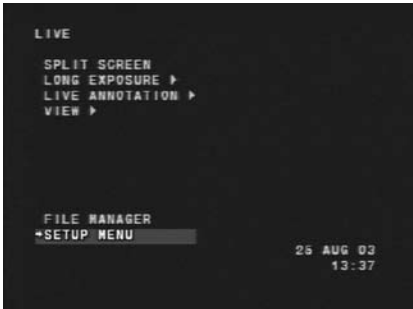 LIVE
SPLIT SCREEN
LONG EXPOSURE ▶
LIVE ANNOTATION ▶
VIEW ▶
FILE MANAGER
→SETUP MENU
25 AUG 03
13:37